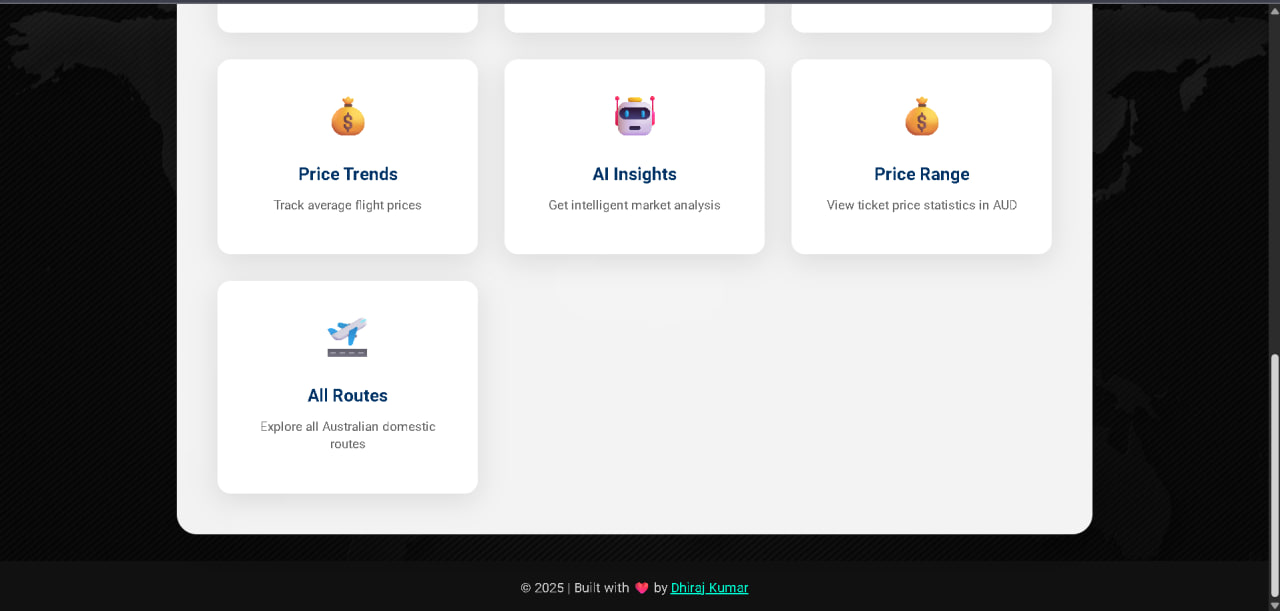 Price Trends
Track average flight prices
AI Insights
Get intelligent market analysis
Price Range
View ticket price statistics in AUD
All Routes
Explore all Australian domestic
routes
© 2025 | Built with ❤️ by Dhiraj Kumar